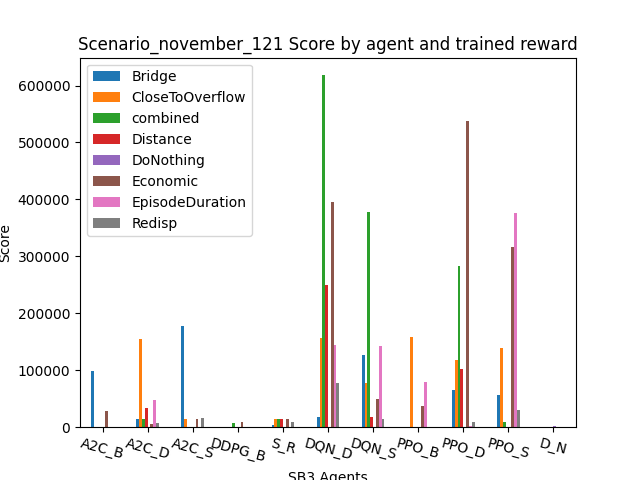 Scenario_november_121 Score by agent and trained reward
Bridge
CloseToOverflow
combined
Distance
DoNothing
Economic
EpisodeDuration
Redisp
600000
500000
400000
300000
200000
100000
0
Score
A2C_B A2C_D A2C_S DDPG_B S_R DQN_D DQN_S PPO_B PPO_D PPO_S D_N
SB3 Agents